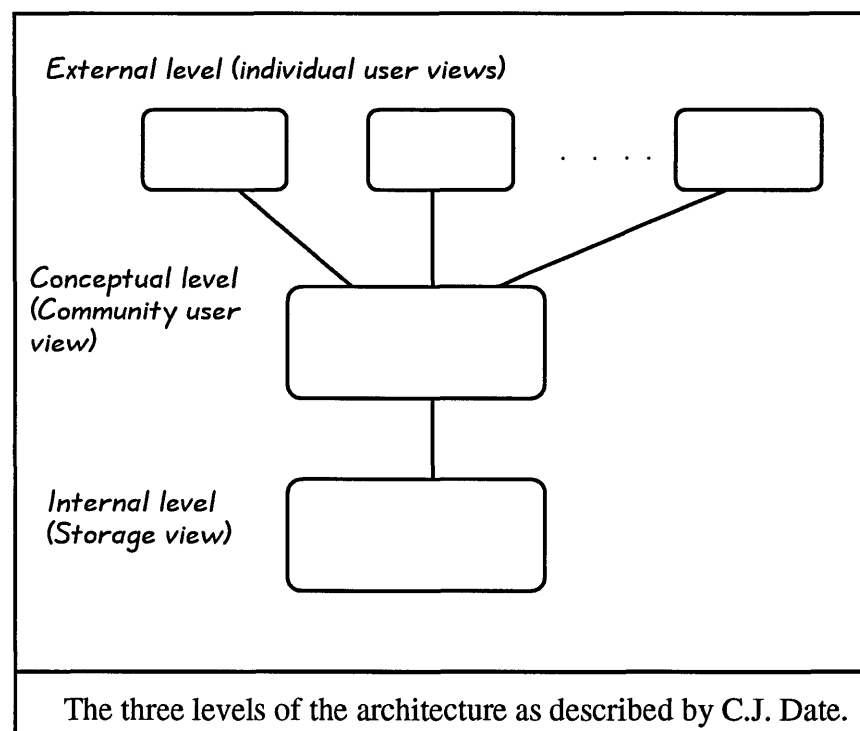 External level (individual user views)
. . . .
Conceptual level
(Community user
view)
Internal level
(Storage view)
The three levels of the architecture as described by C.J. Date.